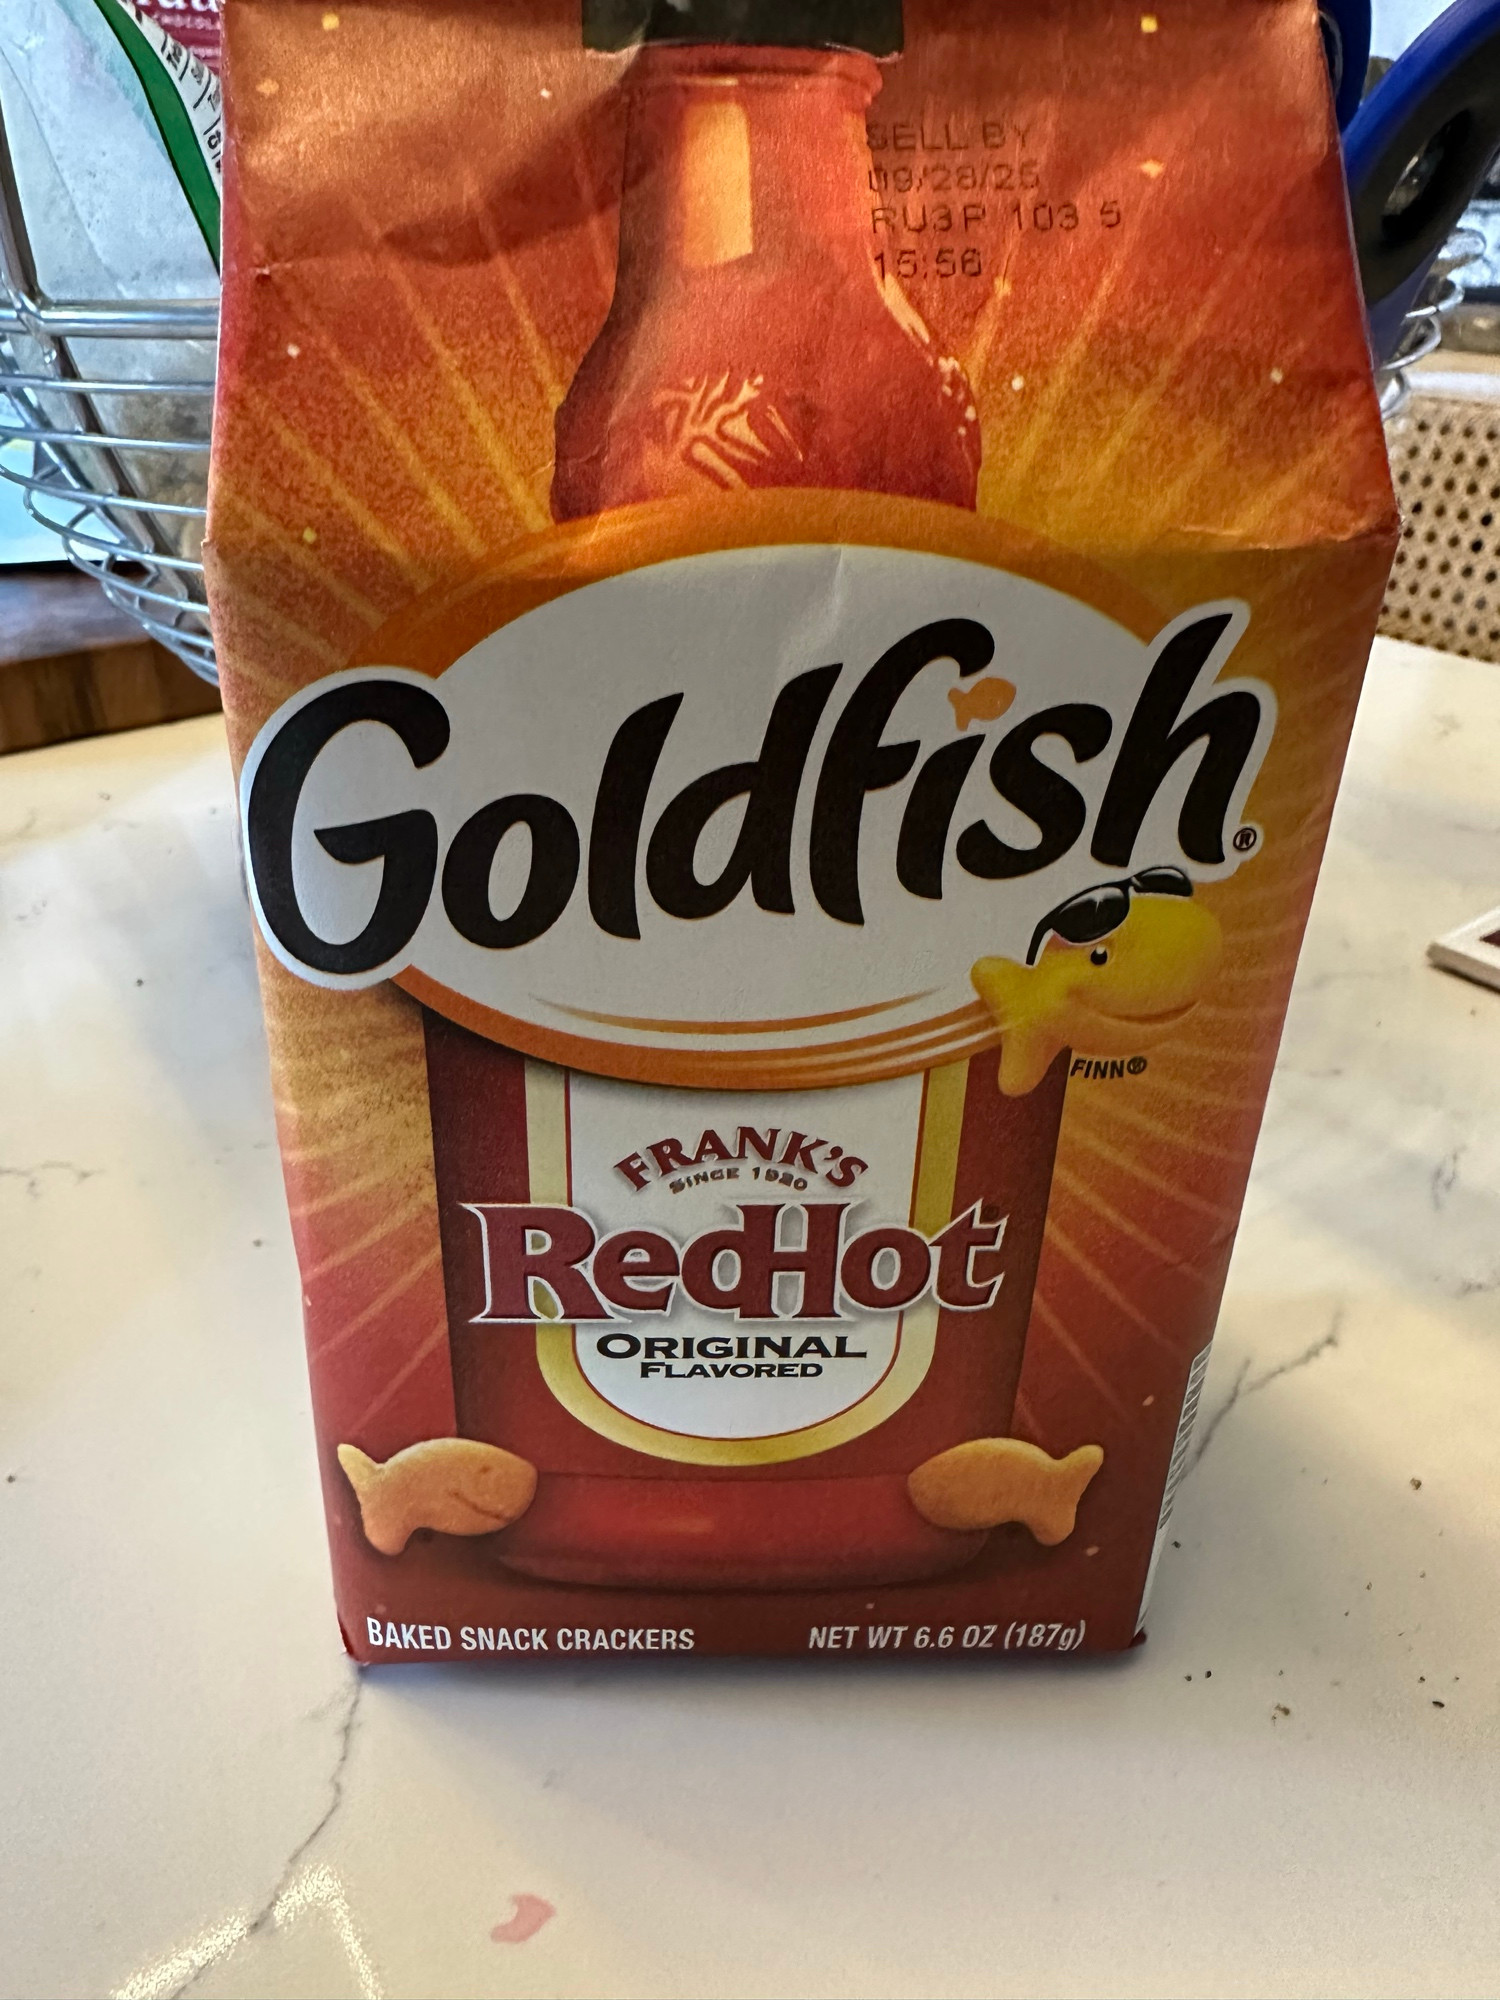 SELL BY
09/28/25
RU3P 103 5
15:56
Goldfish®
FINN®
FRANK'S
SINCE 1920
RedHot®
ORIGINAL
FLAVORED
BAKED SNACK CRACKERS
NET WT 6.6 OZ (187g)